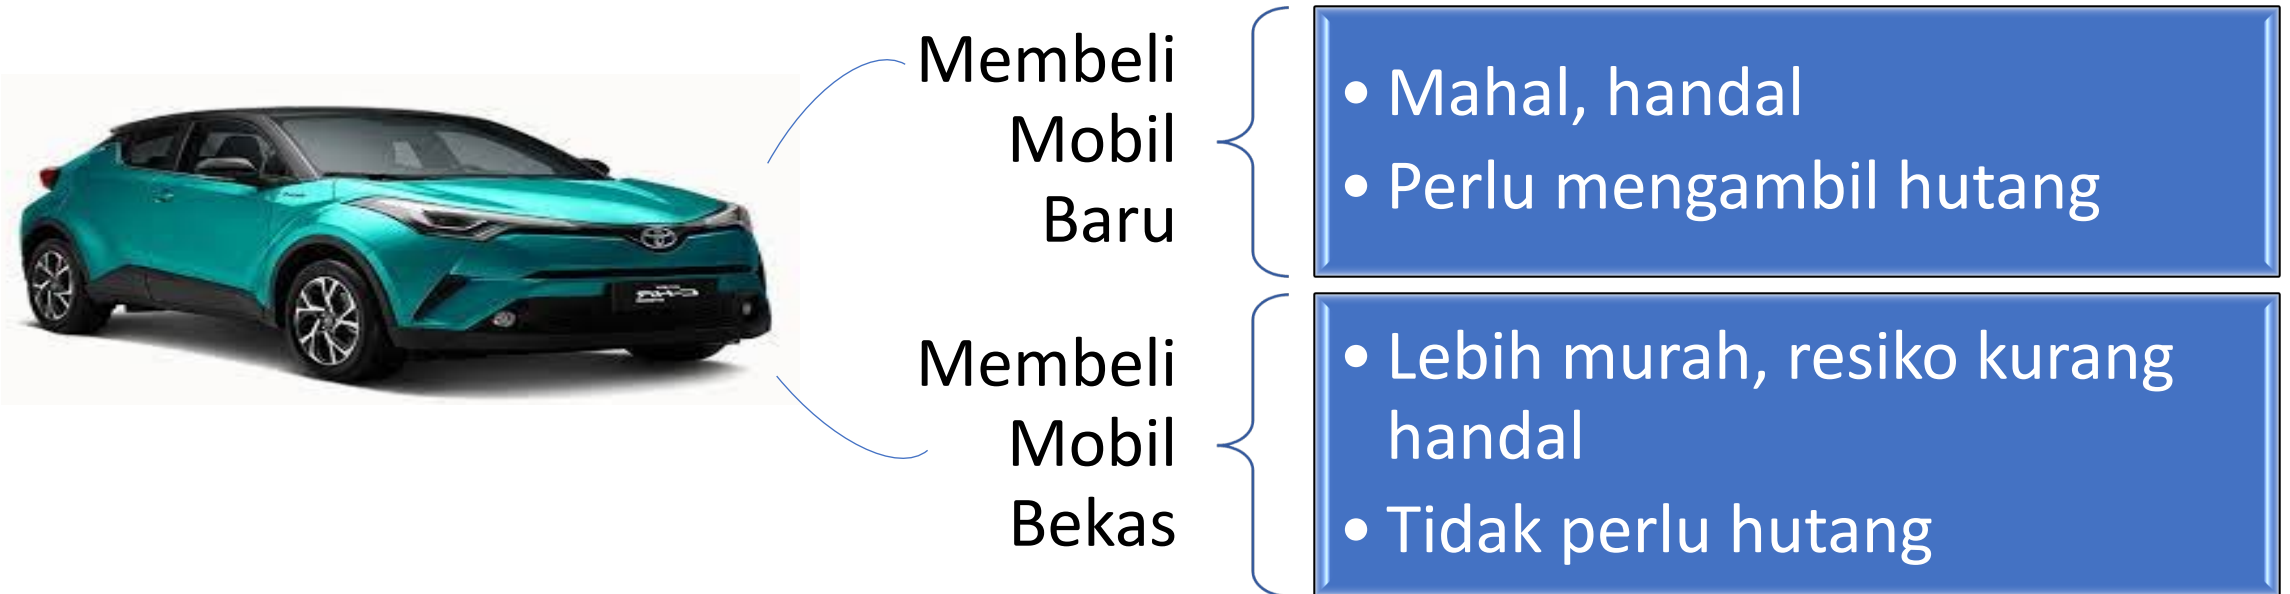 Membeli
Mobil
Baru
• Mahal, handal
• Perlu mengambil hutang
Membeli
Mobil
Bekas
• Lebih murah, resiko kurang
handal
• Tidak perlu hutang